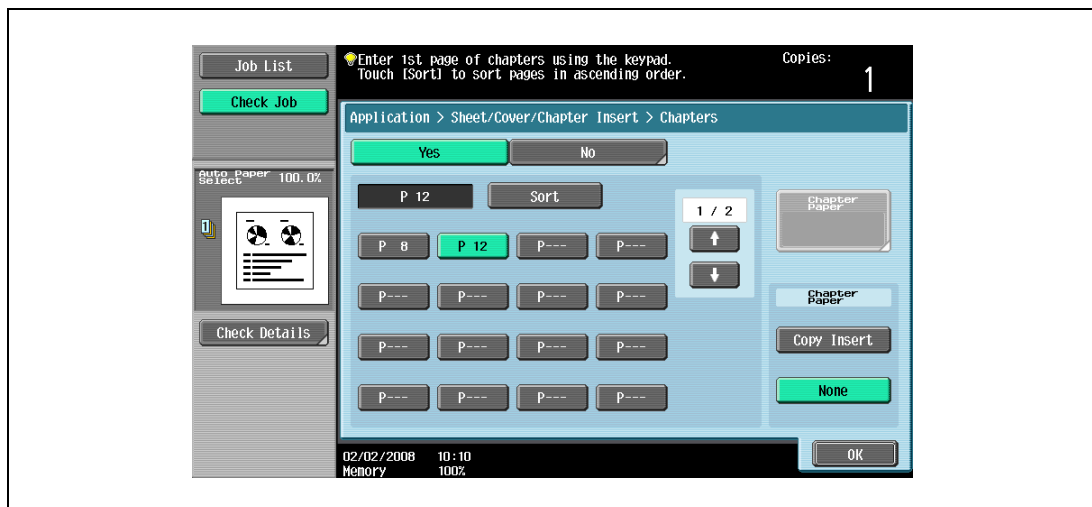 Job List
Check Job
Enter 1st page of chapters using the keypad.
Touch [Sort] to sort pages in ascending order.
Copies:
1
Application > Sheet/Cover/Chapter Insert > Chapters
Yes
No
Auto Paper
Select
100.0%
1
P 12
Sort
1 / 2
Chapter
Paper
P 8
P 12
P---
P---
P---
P---
P---
P---
Chapter
Paper
Check Details
P---
P---
P---
P---
Copy Insert
P---
P---
P---
P---
None
02/02/2008 10:10
Memory 100%
OK